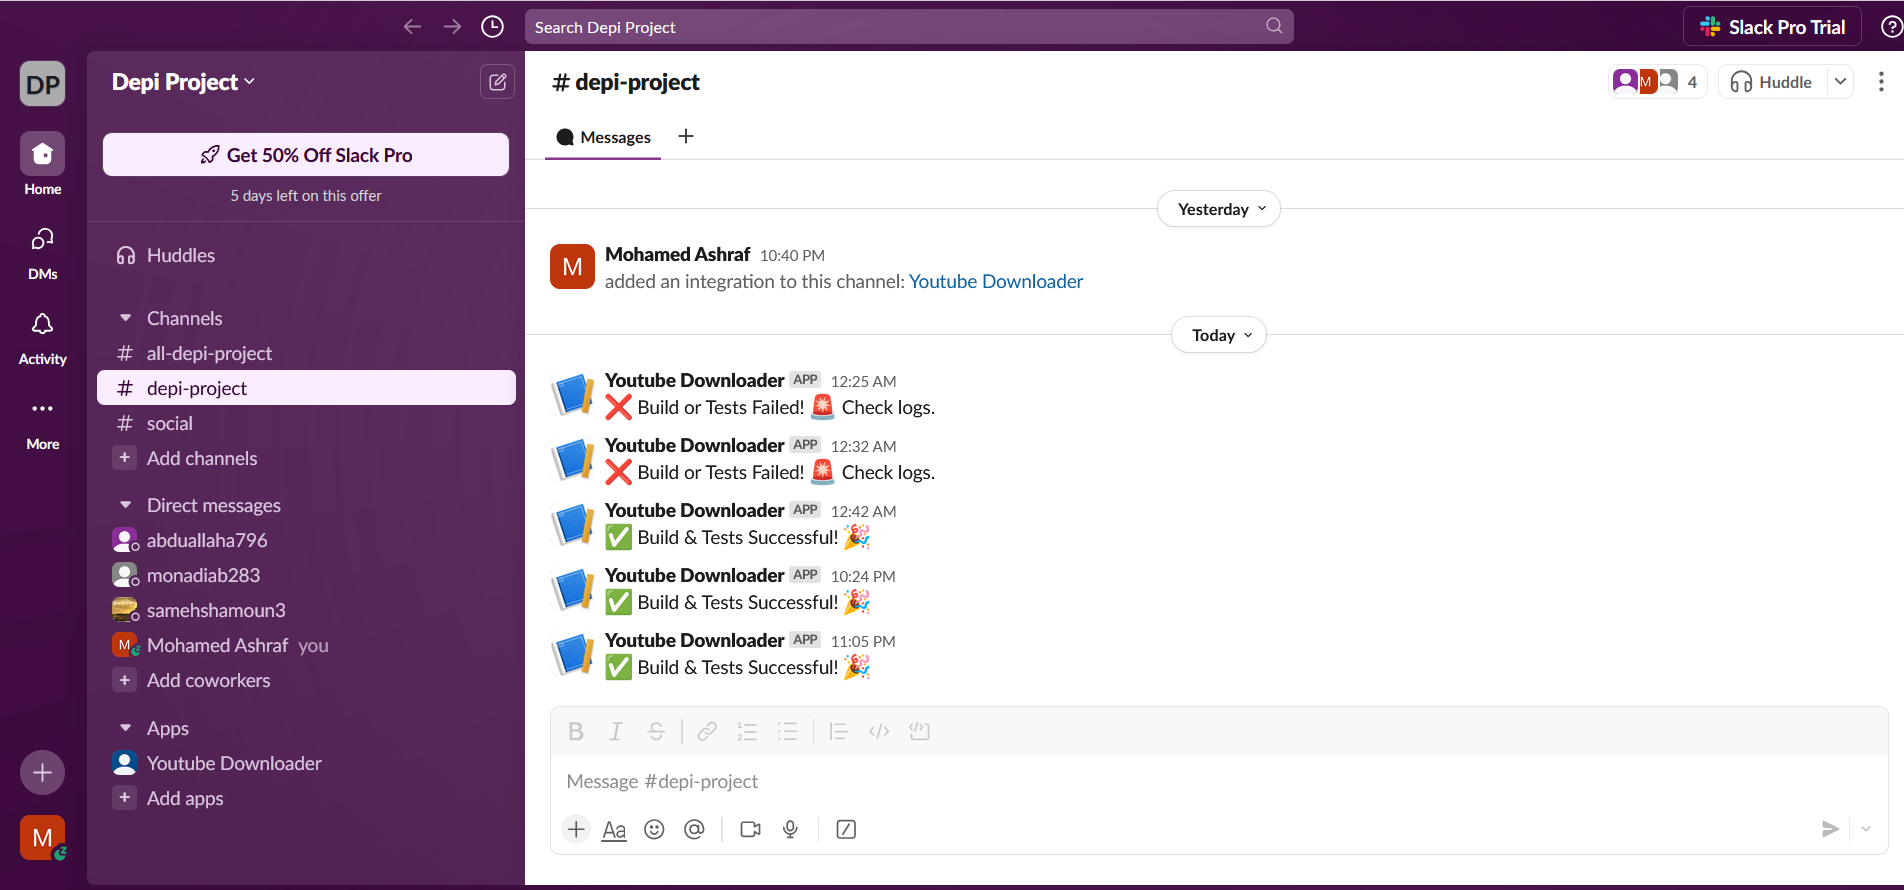 Search Depi Project
Slack Pro Trial
DP
Home
DMs
Activity
More
M
Depi Project
Get 50% Off Slack Pro
5 days left on this offer
Huddles
Channels
# all-depi-project
# depi-project
# social
+ Add channels
Direct messages
abduallaha796
monadiab283
samehshamoun3
M Mohamed Ashraf you
+ Add coworkers
Apps
Youtube Downloader
+ Add apps
# depi-project
M 4
Huddle
Messages +
Yesterday
M
Mohamed Ashraf 10:40 PM
added an integration to this channel: Youtube Downloader
Today
Youtube Downloader APP 12:25 AM
❌ Build or Tests Failed! 🚨 Check logs.
Youtube Downloader APP 12:32 AM
❌ Build or Tests Failed! 🚨 Check logs.
Youtube Downloader APP 12:42 AM
✅ Build & Tests Successful! 🎉
Youtube Downloader APP 10:24 PM
✅ Build & Tests Successful! 🎉
Youtube Downloader APP 11:05 PM
✅ Build & Tests Successful! 🎉
B I S
Message #depi-project
+ Aa @